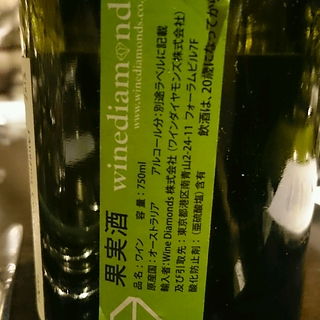 winediamonds.co
www.winediamonds.co
果実酒
品名：ワイン 容量：750ml
原産国：オーストラリア アルコール分：別途ラベルに記載
輸入者：Wine Diamonds 株式会社（ワインダイヤモンズ株式会社）
及び引取先：東京都港区南青山2-24-11 フォーラムビル7F
酸化防止剤：（亜硫酸塩）含有
飲酒は、20歳になってから